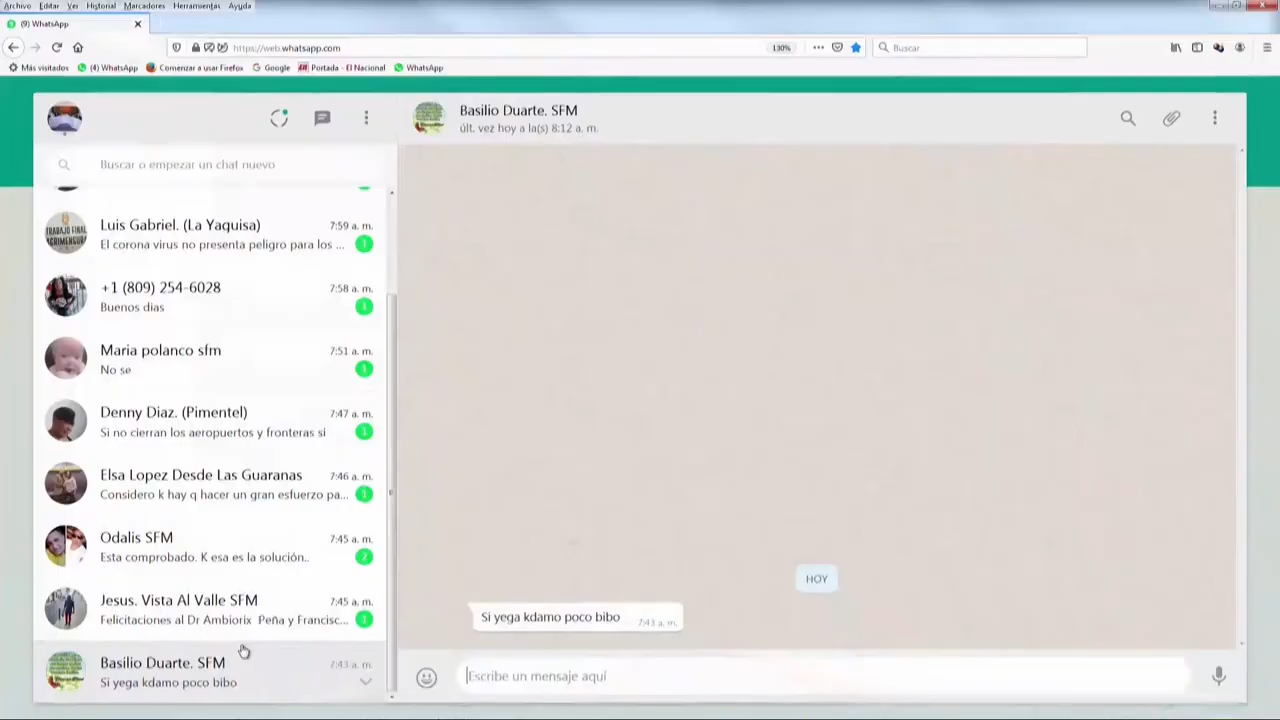 Archivo Editar Ver Historial Marcadores Herramientas Ayuda
(9) WhatsApp
https://web.whatsapp.com
130%
Buscar
Más visitados (4) WhatsApp Comenzar a usar Firefox Google Portada - El Nacional WhatsApp
Basilio Duarte. SFM
últ. vez hoy a la(s) 8:12 a. m.
Buscar o empezar un chat nuevo
Luis Gabriel. (La Yaguisa) 7:59 a. m.
El corona virus no presenta peligro para los ... 1
+1 (809) 254-6028 7:58 a. m.
Buenos dias 1
Maria polanco sfm 7:51 a. m.
No se 1
Denny Diaz. (Pimentel) 7:47 a. m.
Si no cierran los aeropuertos y fronteras si 1
Elsa Lopez Desde Las Guaranas 7:46 a. m.
Considero k hay q hacer un gran esfuerzo pa... 1
Odalis SFM 7:45 a. m.
Esta comprobado. K esa es la solución.. 2
Jesus. Vista Al Valle SFM 7:45 a. m.
Felicitaciones al Dr Ambiorix Peña y Francisc... 1
Basilio Duarte. SFM 7:43 a. m.
Si yega kdamo poco bibo
HOY
Si yega kdamo poco bibo 7:43 a. m.
Escribe un mensaje aquí
TRABAJO FINAL
AGRIMENSURA